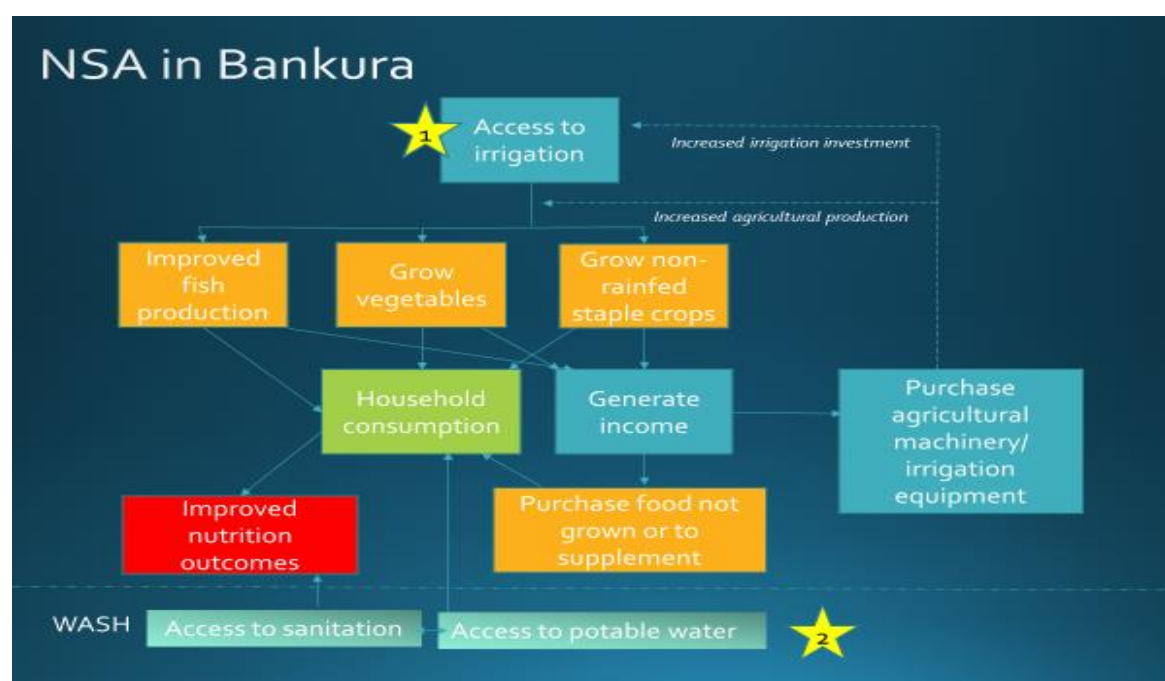 NSA in Bankura
1
Access to
irrigation
Increased irrigation investment
Increased agricultural production
Improved
fish
production
Grow
vegetables
Grow non-
rainfed
staple crops
Household
consumption
Generate
income
Purchase
agricultural
machinery/
irrigation
equipment
Improved
nutrition
outcomes
Purchase food not
grown or to
supplement
WASH
Access to sanitation
Access to potable water
2